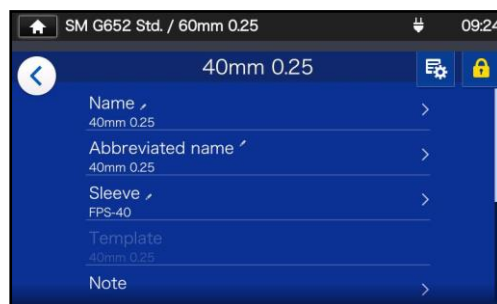 SM G652 Std. / 60mm 0.25
09:24
40mm 0.25
Name
40mm 0.25
Abbreviated name
40mm 0.25
Sleeve
FPS-40
Template
40mm 0.25
Note